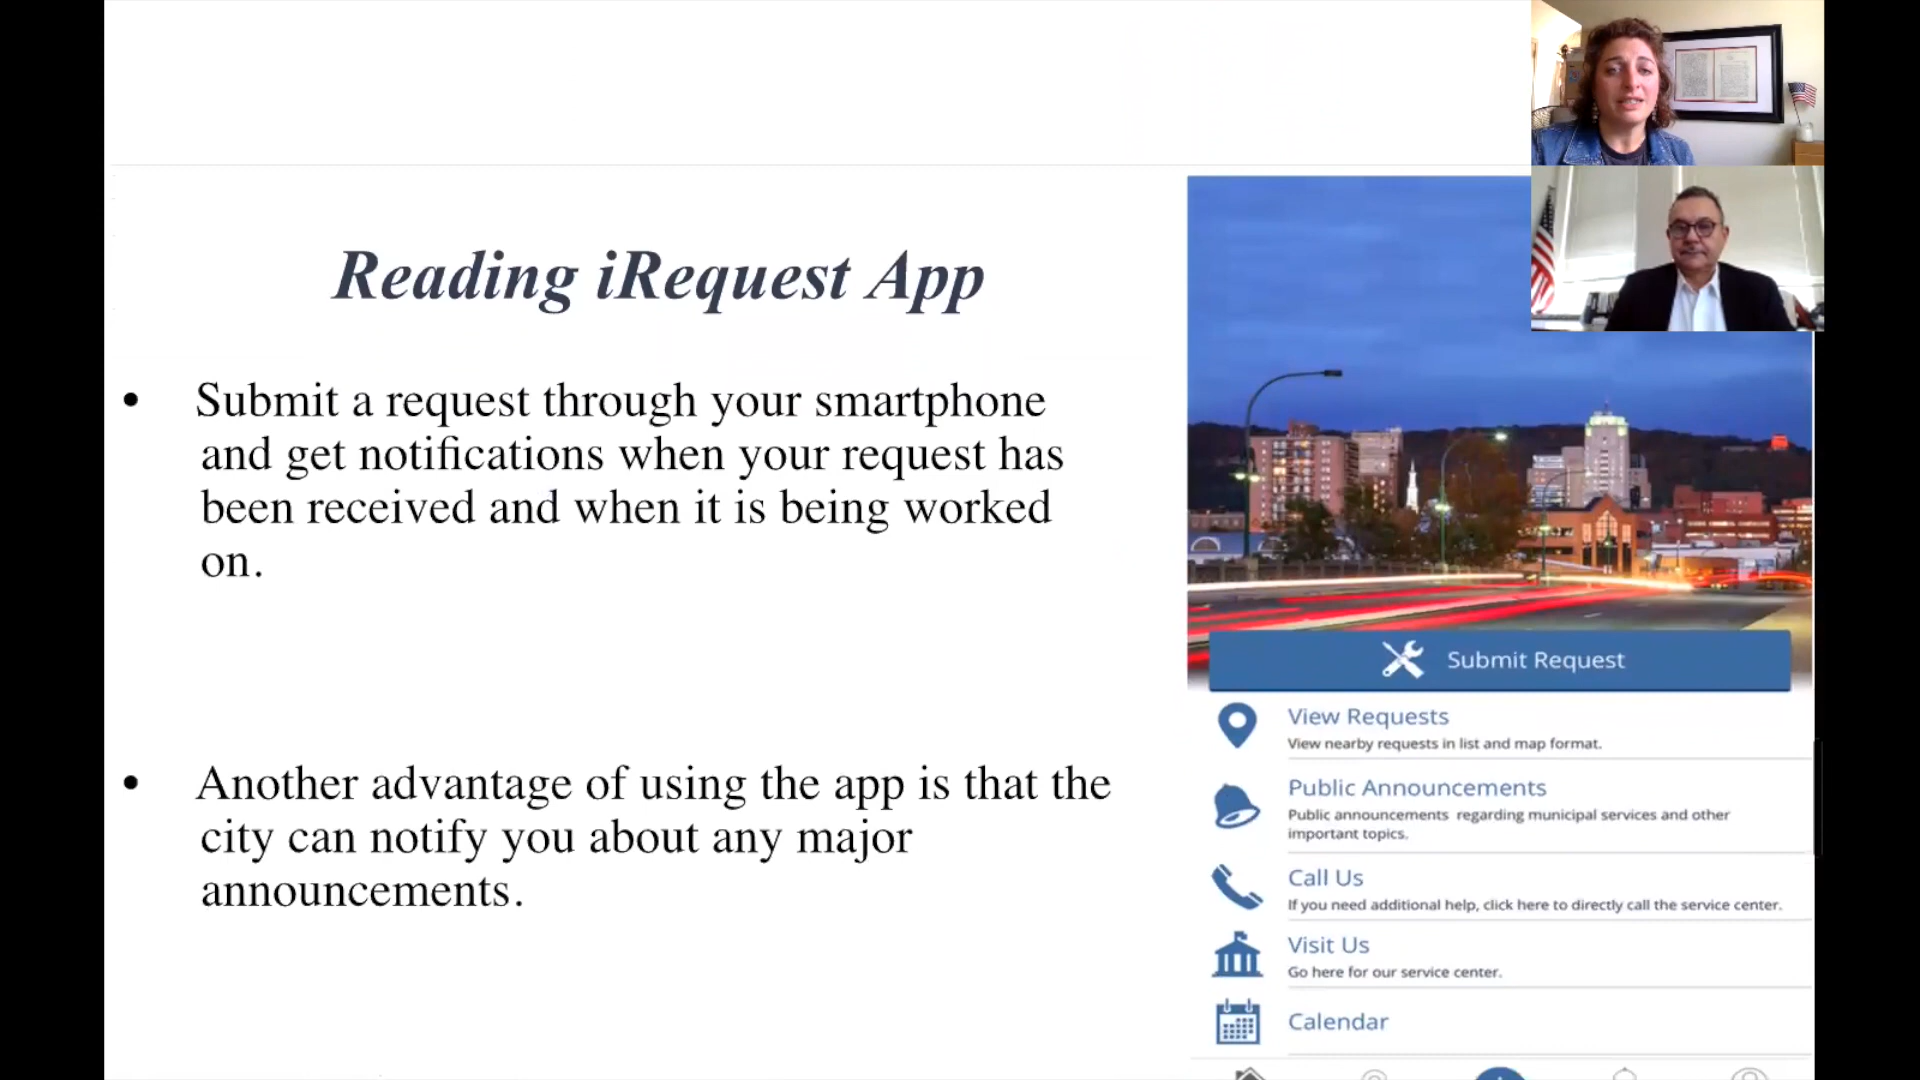 Reading iRequest App
• Submit a request through your smartphone
and get notifications when your request has
been received and when it is being worked
on.
• Another advantage of using the app is that the
city can notify you about any major
announcements.
Submit Request
View Requests
View nearby requests in list and map format.
Public Announcements
Public announcements regarding municipal services and other
important topics.
Call Us
If you need additional help, click here to directly call the service center.
Visit Us
Go here for our service center.
Calendar